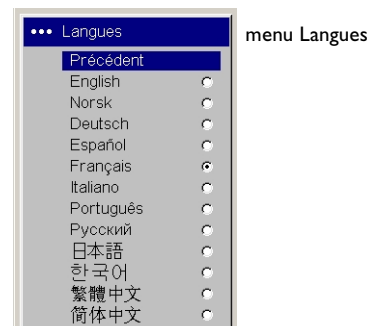 ••• Langues
menu Langues
Précédent
English
Norsk
Deutsch
Español
Français
Italiano
Português
Русский
日本語
한국어
繁體中文
简体中文